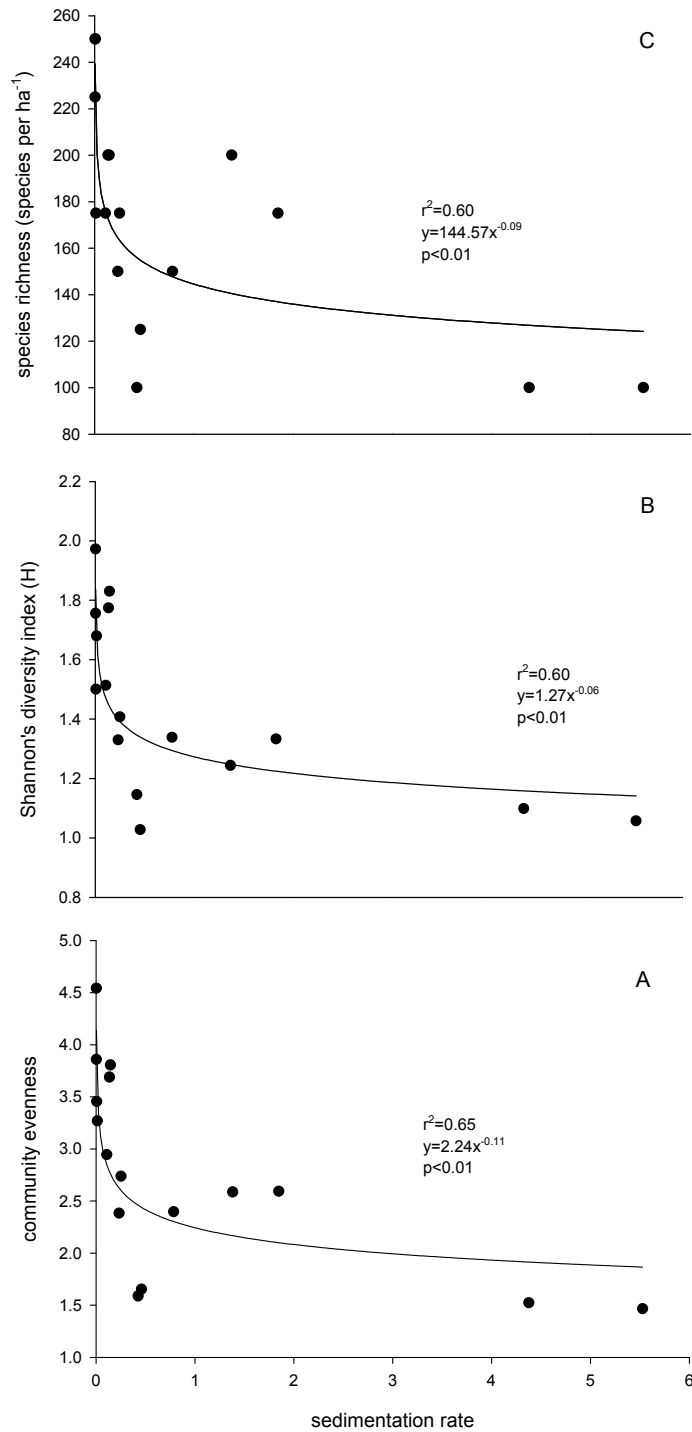 C
260
240
220
200
180
160
140
120
100
80
species richness (species per ha⁻¹)
r²=0.60
y=144.57x⁻⁰·⁰⁹
p<0.01
B
2.2
2.0
1.8
1.6
1.4
1.2
1.0
0.8
Shannon's diversity index (H)
r²=0.60
y=1.27x⁻⁰·⁰⁶
p<0.01
A
5.0
4.5
4.0
3.5
3.0
2.5
2.0
1.5
1.0
community evenness
r²=0.65
y=2.24x⁻⁰·¹¹
p<0.01
0 1 2 3 4 5 6
sedimentation rate